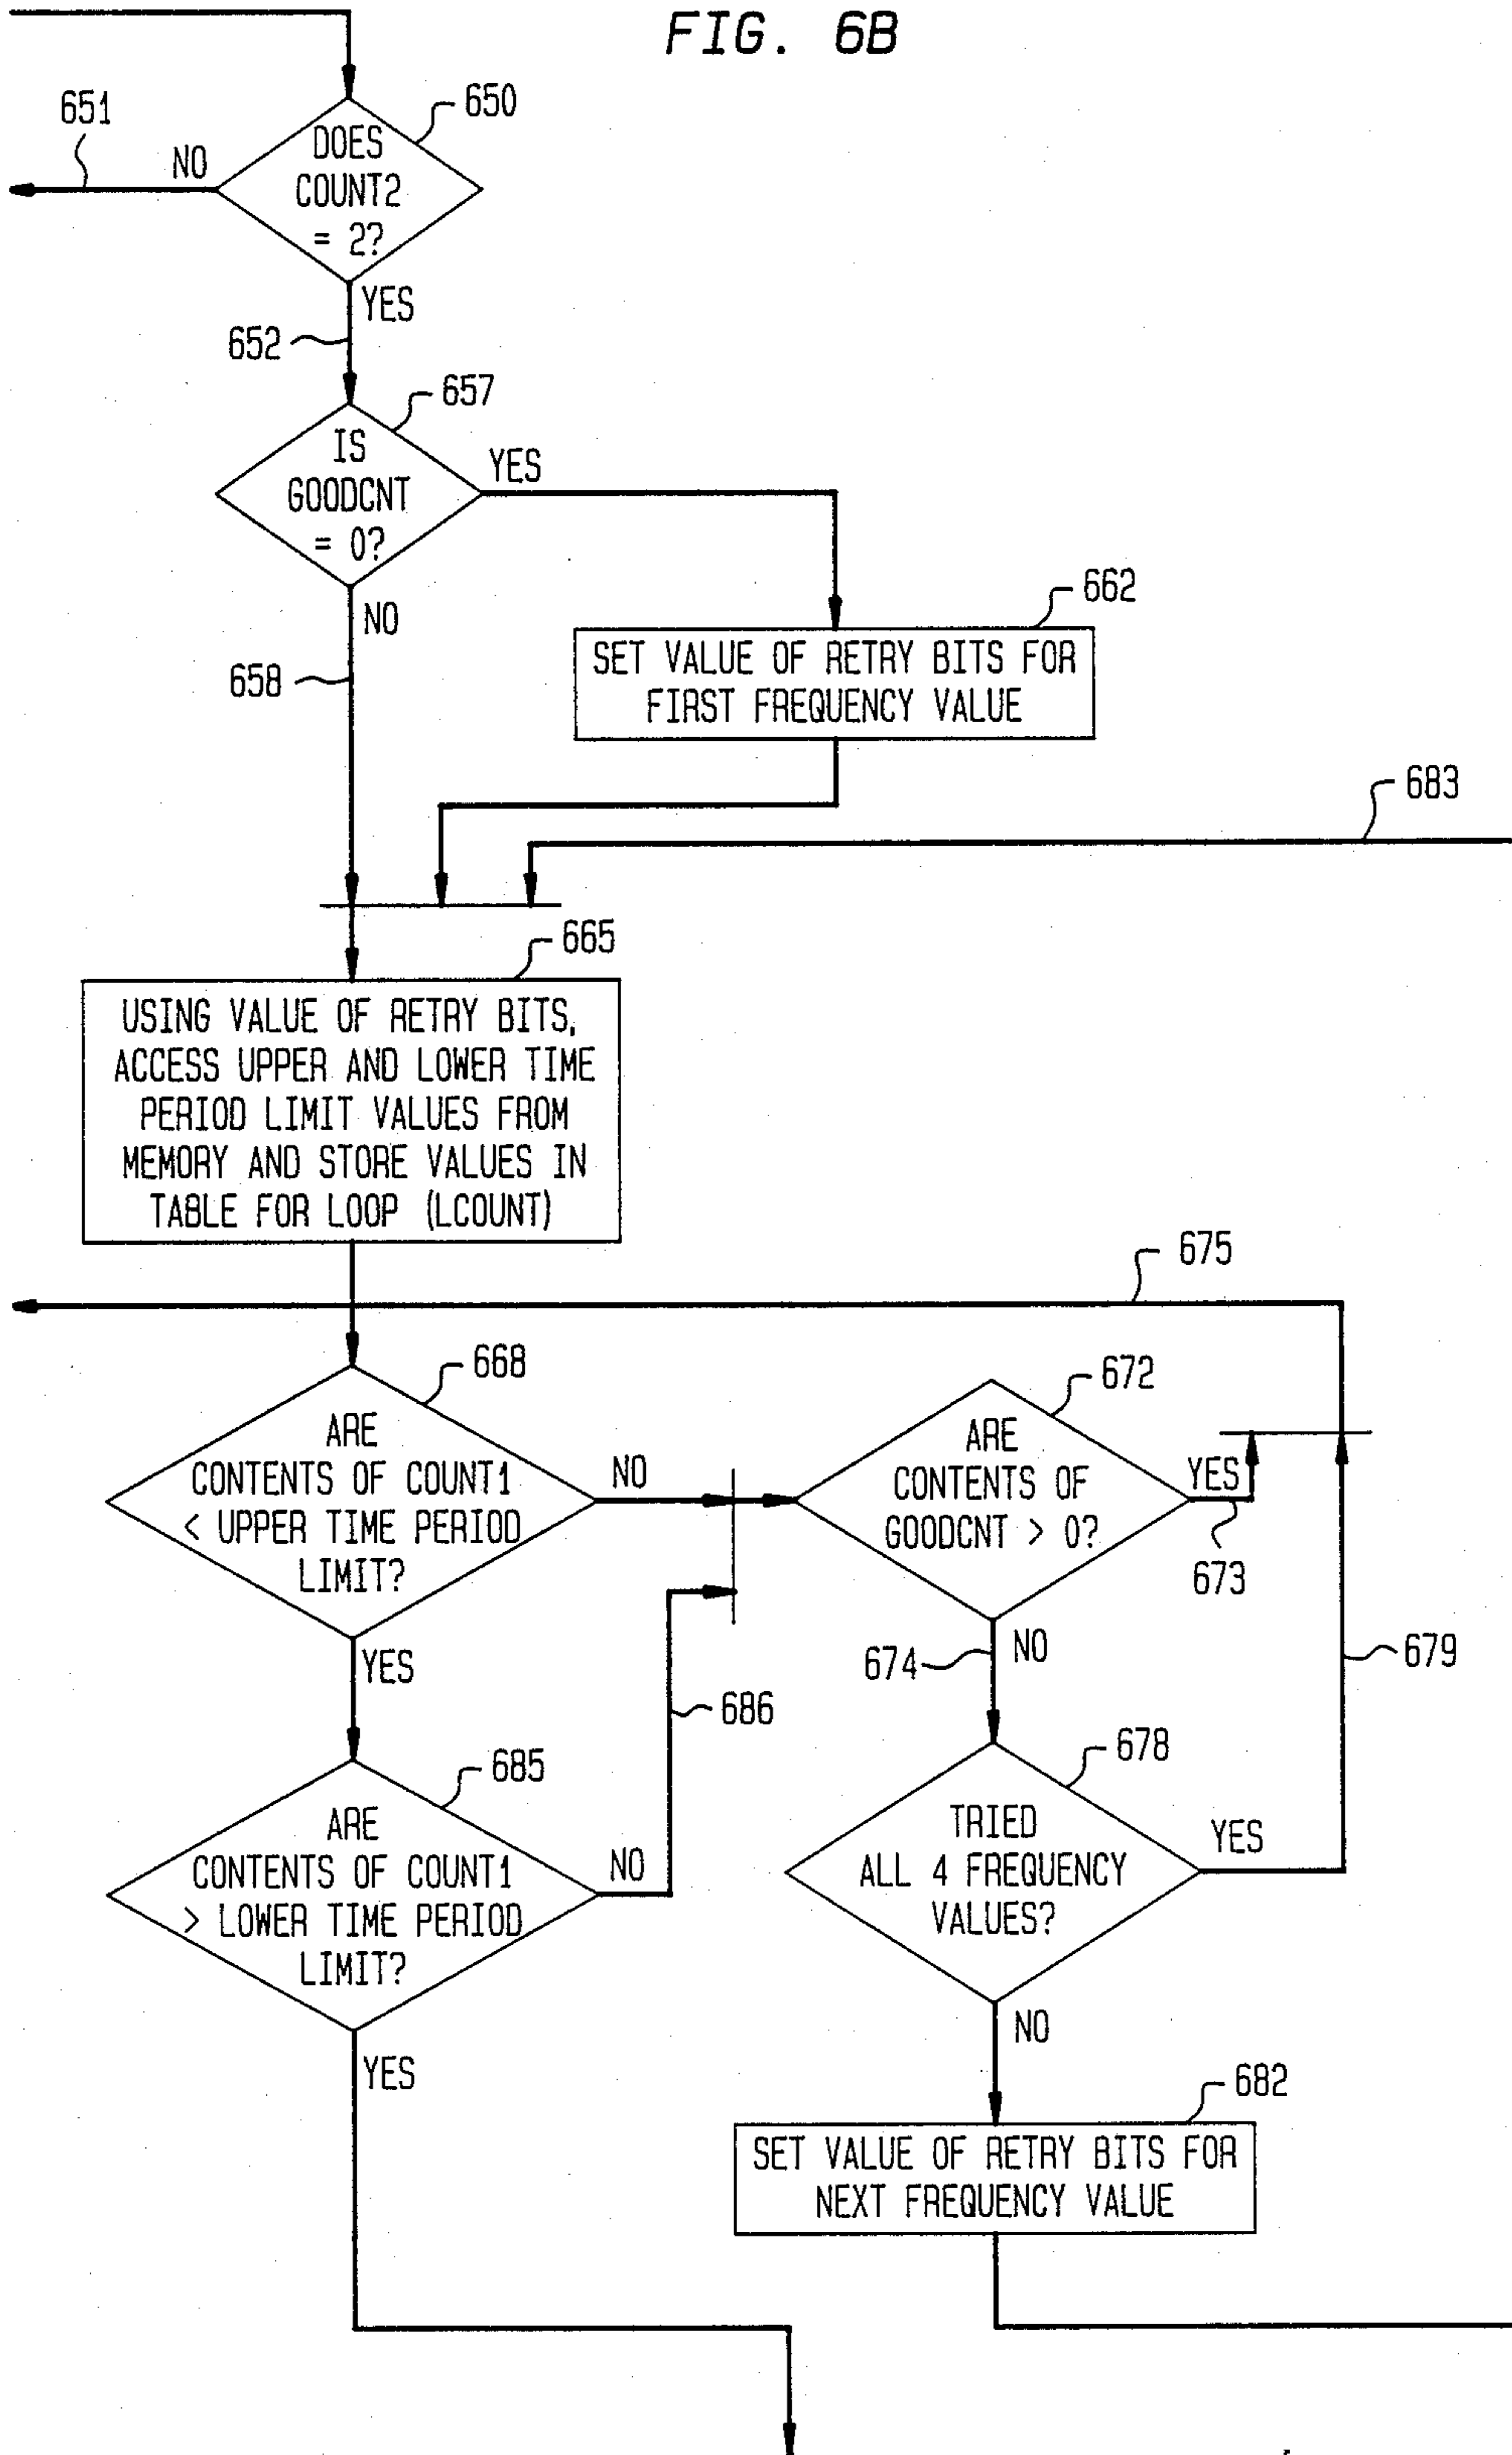 FIG. 6B
650
651
NO
DOES
COUNT2
= 2?
YES
652
657
IS
GOODCNT
= 0?
YES
NO
662
658
SET VALUE OF RETRY BITS FOR
FIRST FREQUENCY VALUE
683
665
USING VALUE OF RETRY BITS,
ACCESS UPPER AND LOWER TIME
PERIOD LIMIT VALUES FROM
MEMORY AND STORE VALUES IN
TABLE FOR LOOP (LCOUNT)
675
668
ARE
CONTENTS OF COUNT1
< UPPER TIME PERIOD
LIMIT?
NO
YES
672
ARE
CONTENTS OF
GOODCNT > 0?
YES
673
674
NO
679
686
685
ARE
CONTENTS OF COUNT1
> LOWER TIME PERIOD
LIMIT?
NO
YES
678
TRIED
ALL 4 FREQUENCY
VALUES?
YES
NO
682
SET VALUE OF RETRY BITS FOR
NEXT FREQUENCY VALUE